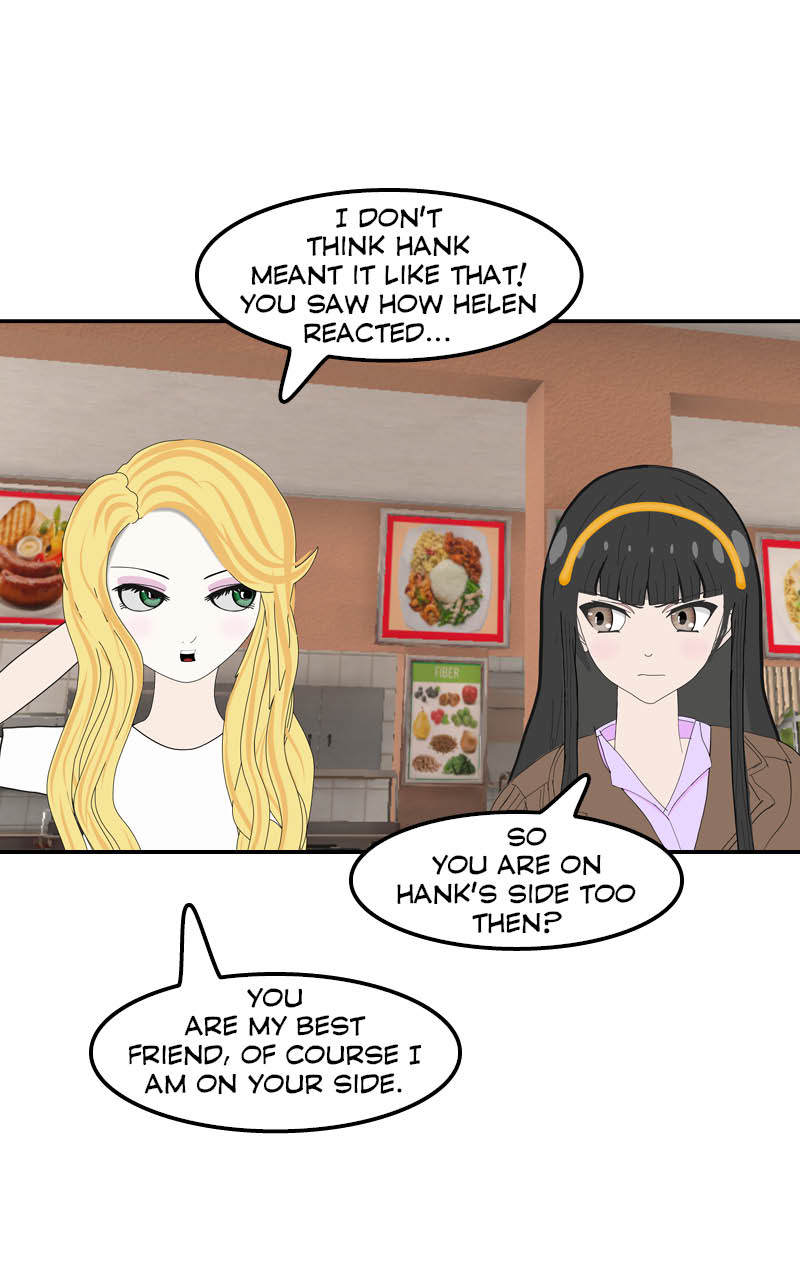 I DON'T
THINK HANK
MEANT IT LIKE THAT!
YOU SAW HOW HELEN
REACTED...
FIBER
SO
YOU ARE ON
HANK'S SIDE TOO
THEN?
YOU
ARE MY BEST
FRIEND, OF COURSE I
AM ON YOUR SIDE.